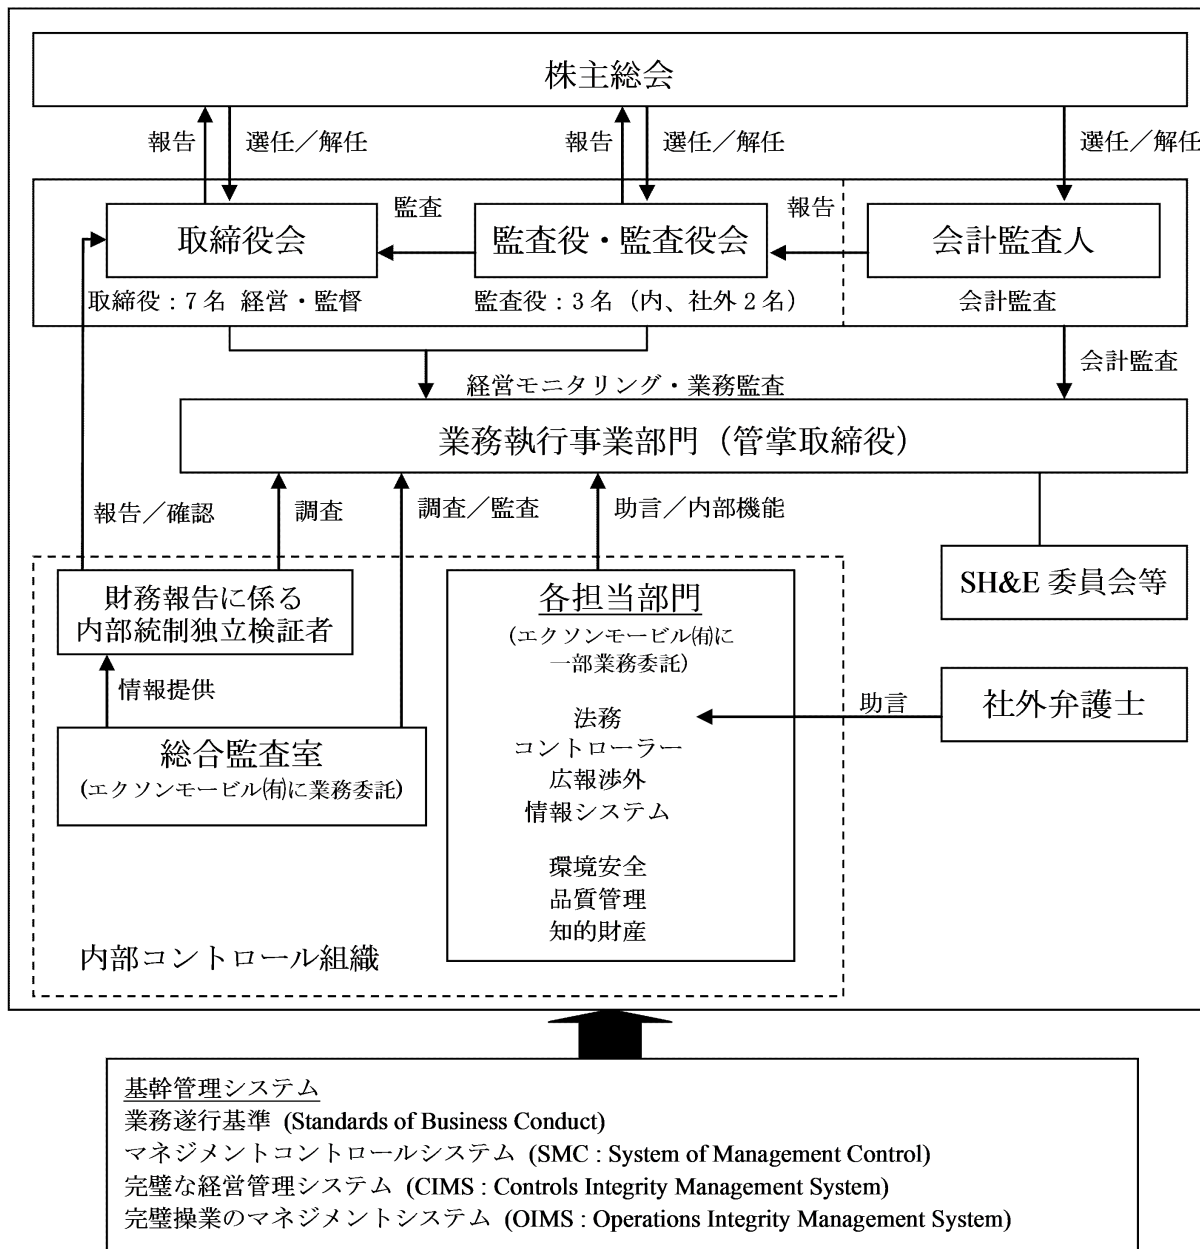 株主総会
報告
選任／解任
報告
選任／解任
選任／解任
取締役会
監査
監査役・監査役会
報告
会計監査人
取締役：7 名 経営・監督
監査役：3 名（内、社外 2 名）
会計監査
会計監査
経営モニタリング・業務監査
業務執行事業部門（管掌取締役）
報告／確認
調査
調査／監査
助言／内部機能
財務報告に係る
内部統制独立検証者
情報提供
総合監査室
(エクソンモービル㈲に業務委託)
内部コントロール組織
各担当部門
(エクソンモービル㈲に
一部業務委託)
法務
コントローラー
広報渉外
情報システム
環境安全
品質管理
知的財産
SH&E 委員会等
助言
社外弁護士
基幹管理システム
業務遂行基準 (Standards of Business Conduct)
マネジメントコントロールシステム (SMC : System of Management Control)
完璧な経営管理システム (CIMS : Controls Integrity Management System)
完璧操業のマネジメントシステム (OIMS : Operations Integrity Management System)